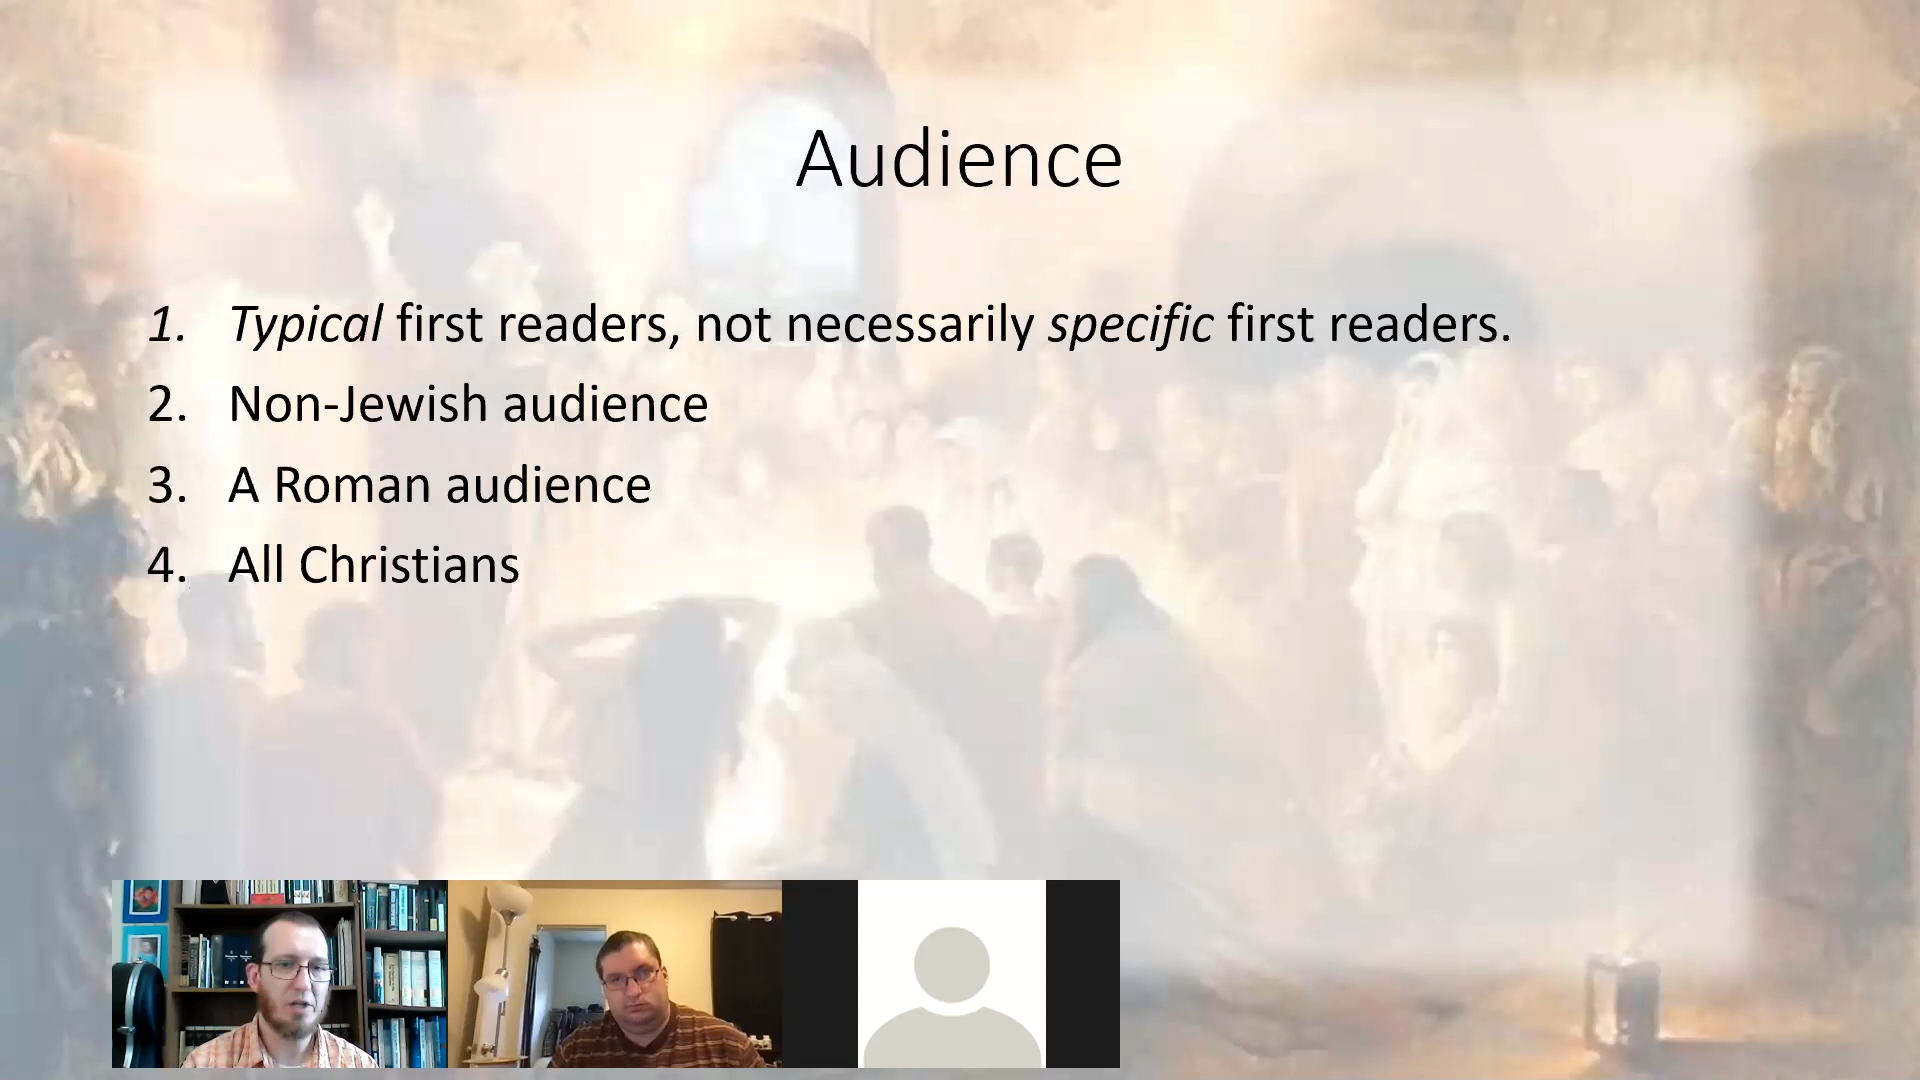 Audience
1. Typical first readers, not necessarily specific first readers.
2. Non-Jewish audience
3. A Roman audience
4. All Christians